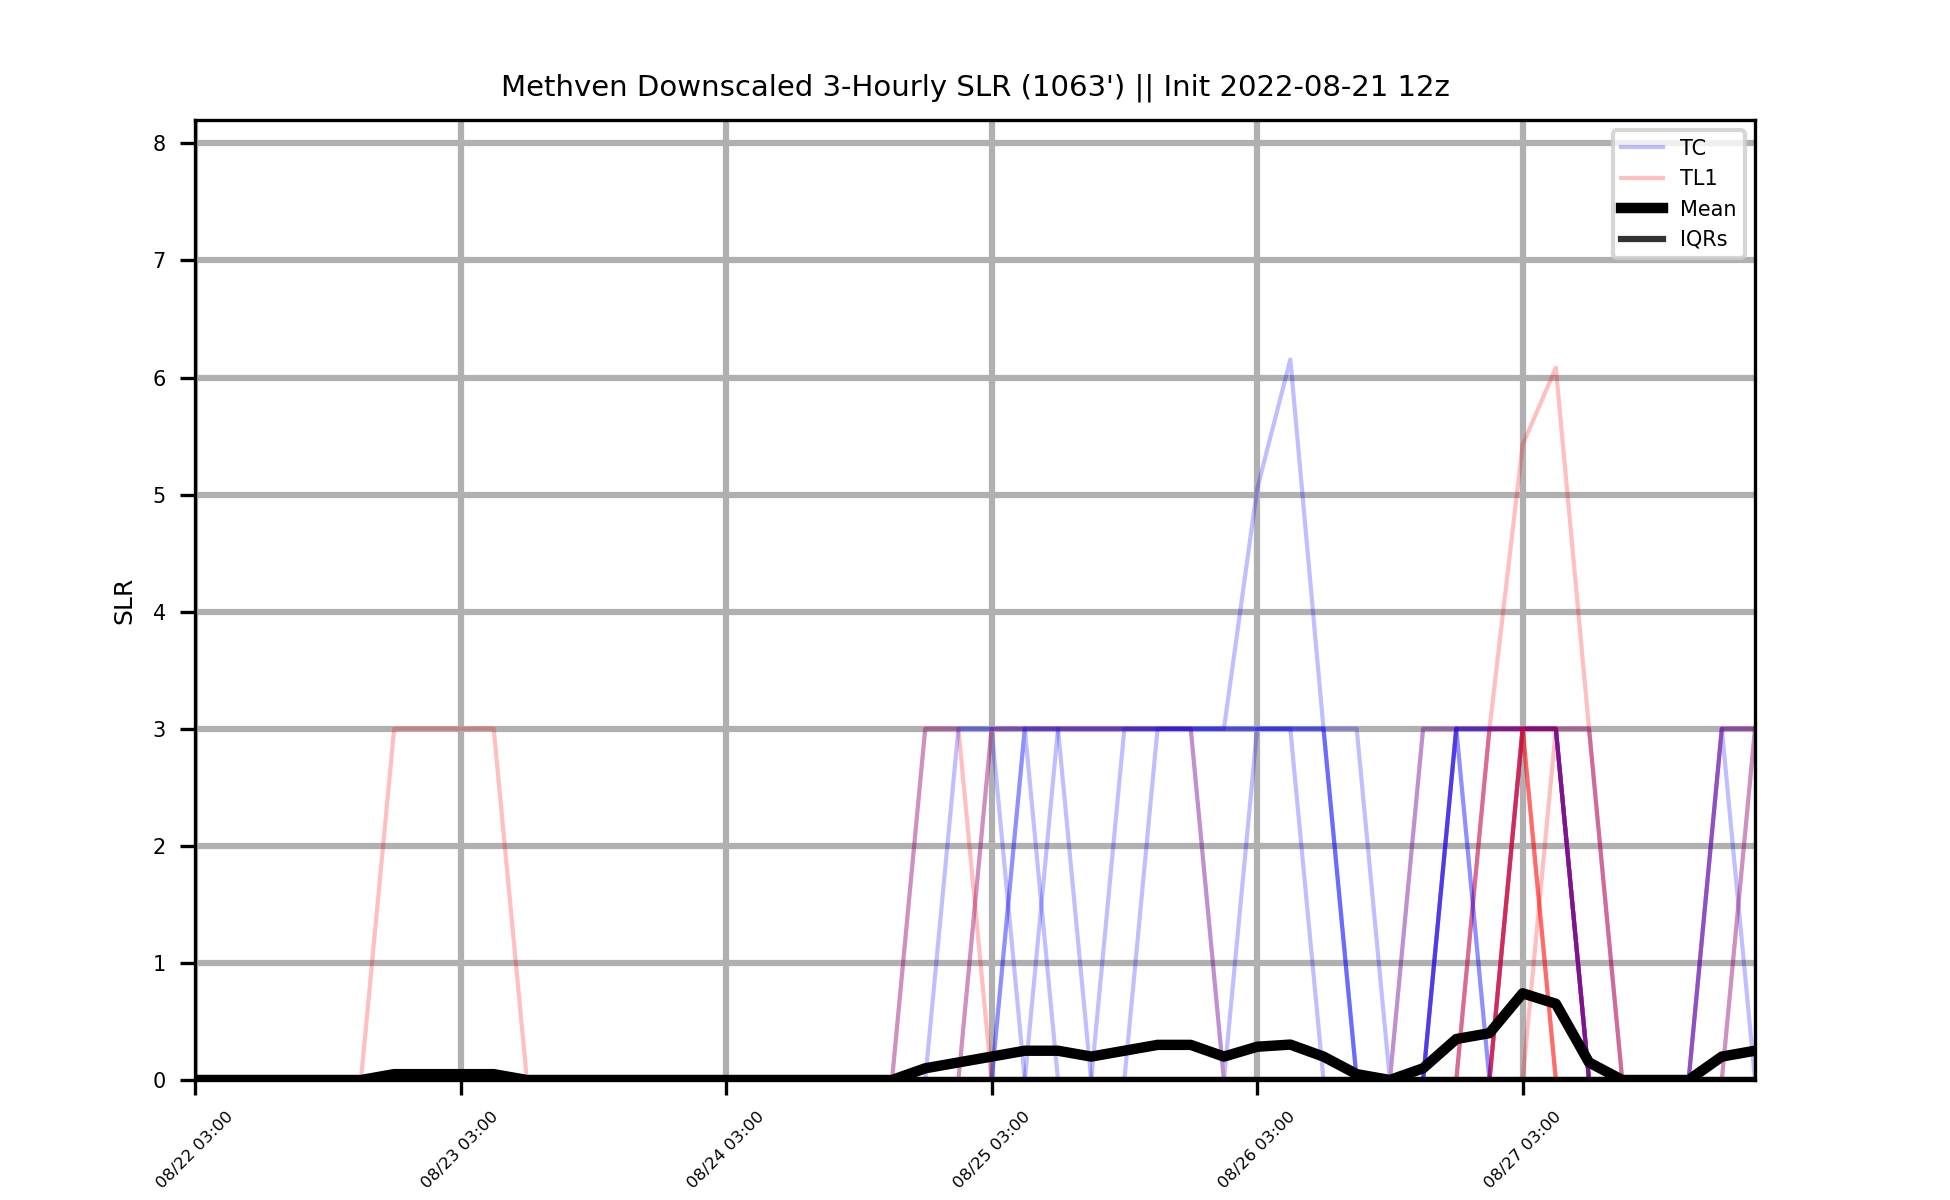 Methven Downscaled 3-Hourly SLR (1063') || Init 2022-08-21 12z
TC
TL1
Mean
IQRs
8
7
6
5
4
3
2
1
0
SLR
08/22 03:00
08/23 03:00
08/24 03:00
08/25 03:00
08/26 03:00
08/27 03:00